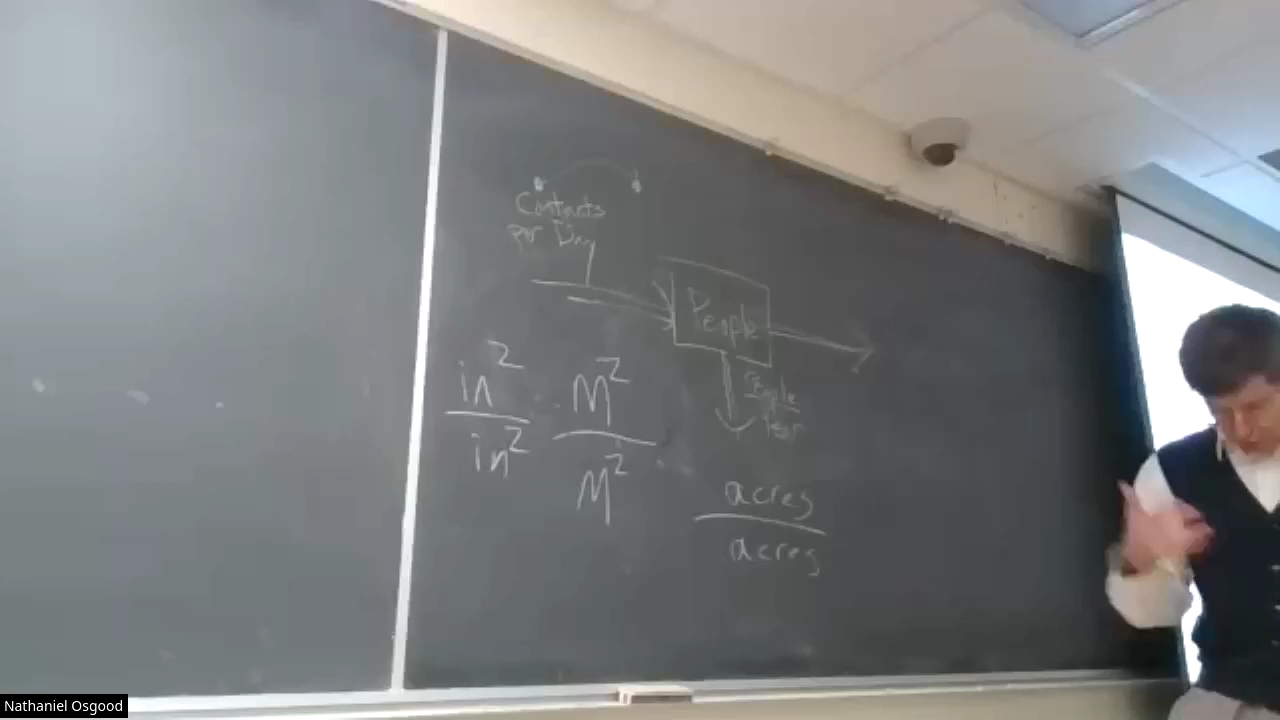 Contacts
per Day
People
People
Year
in²
in²
M²
M²
acres
acres
Nathaniel Osgood